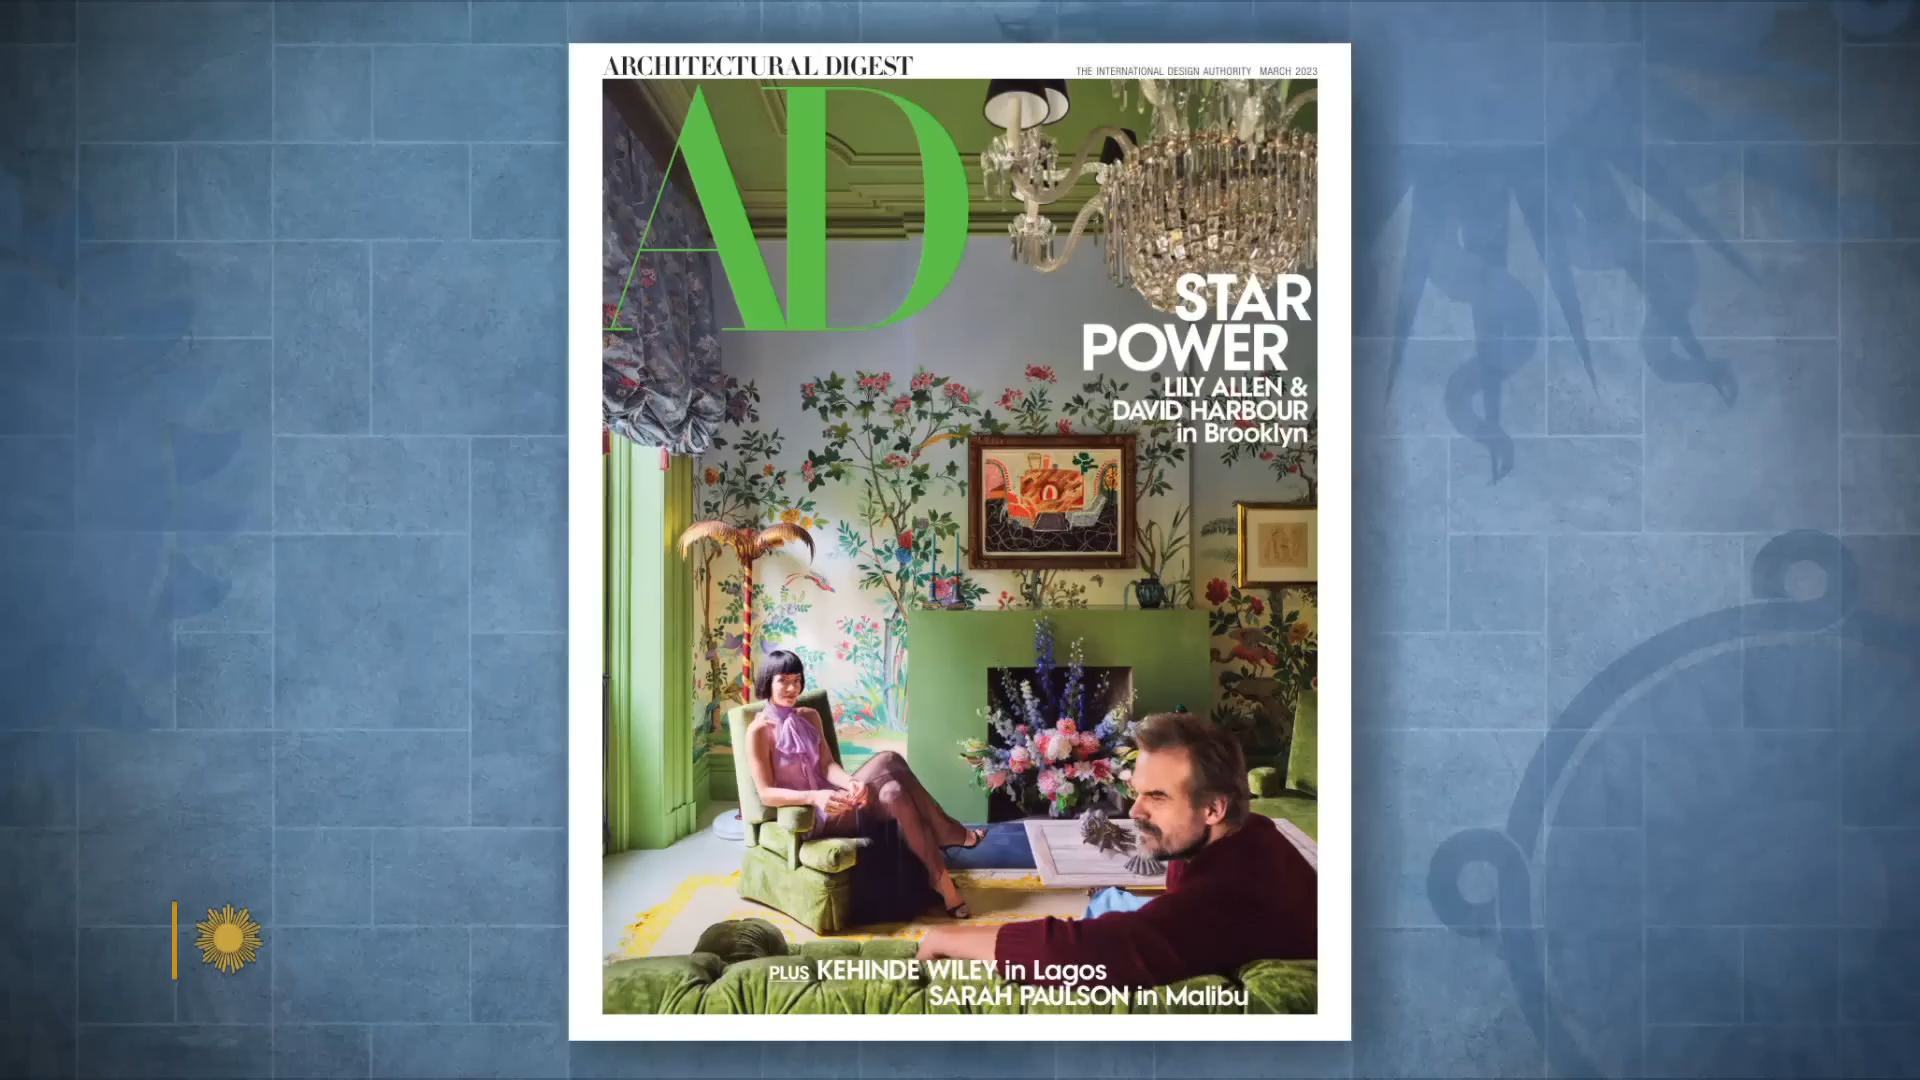 ARCHITECTURAL DIGEST
THE INTERNATIONAL DESIGN AUTHORITY MARCH 2023
AD
STAR
POWER
LILY ALLEN &
DAVID HARBOUR
in Brooklyn
PLUS KEHINDE WILEY in Lagos
SARAH PAULSON in Malibu